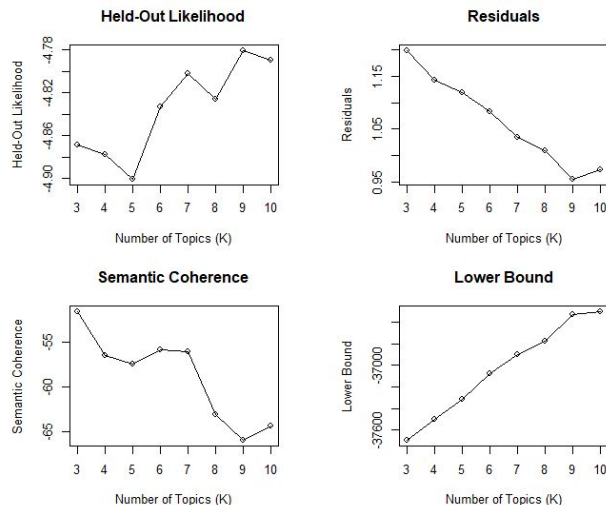 Held-Out Likelihood
Held-Out Likelihood
-4.90
-4.86
-4.82
-4.78
3 4 5 6 7 8 9 10
Number of Topics (K)
Residuals
Residuals
0.95
1.05
1.15
3 4 5 6 7 8 9 10
Number of Topics (K)
Semantic Coherence
Semantic Coherence
-65
-60
-55
3 4 5 6 7 8 9 10
Number of Topics (K)
Lower Bound
Lower Bound
-37600
-37000
3 4 5 6 7 8 9 10
Number of Topics (K)